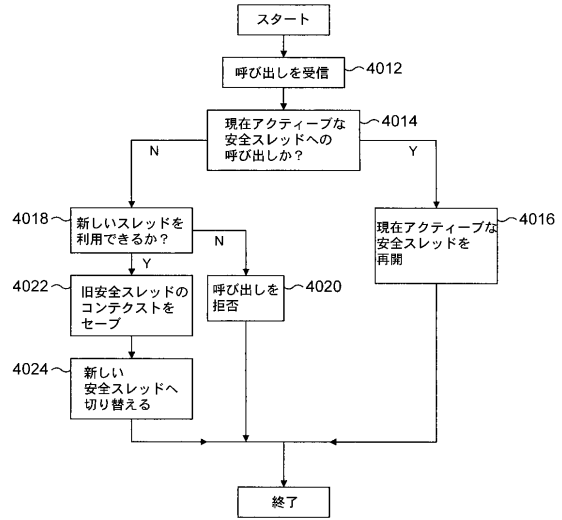 スタート
呼び出しを受信
4012
現在アクティーブな
安全スレッドへの
呼び出しか？
4014
N
Y
4018
新しいスレッドを
利用できるか？
N
Y
現在アクティーブな
安全スレッドを
再開
4016
4022
旧安全スレッドの
コンテクストを
セーブ
呼び出しを
拒否
4020
4024
新しい
安全スレッドへ
切り替える
終了